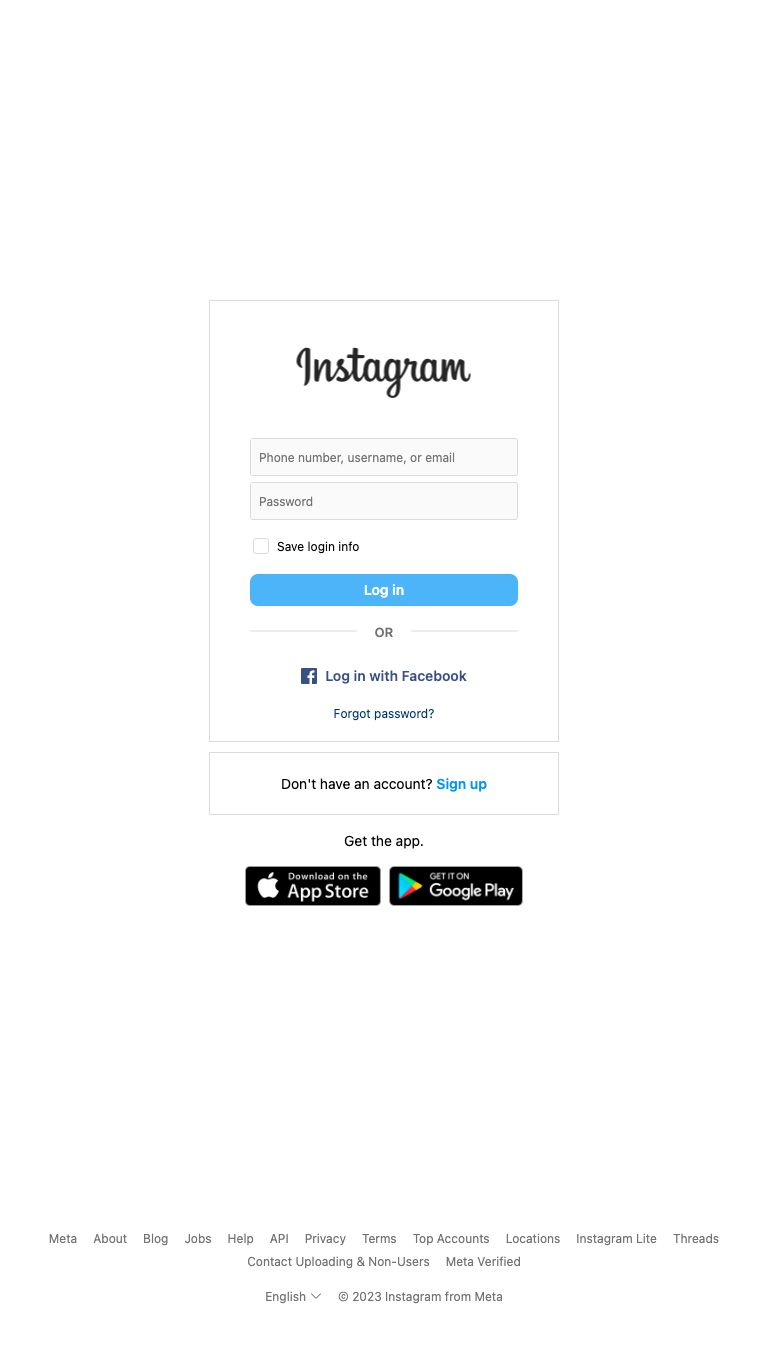 Instagram
Phone number, username, or email
Password
Save login info
Log in
OR
Log in with Facebook
Forgot password?
Don't have an account? Sign up
Get the app.
Download on the
App Store
GET IT ON
Google Play
Meta About Blog Jobs Help API Privacy Terms Top Accounts Locations Instagram Lite Threads
Contact Uploading & Non-Users Meta Verified
English © 2023 Instagram from Meta